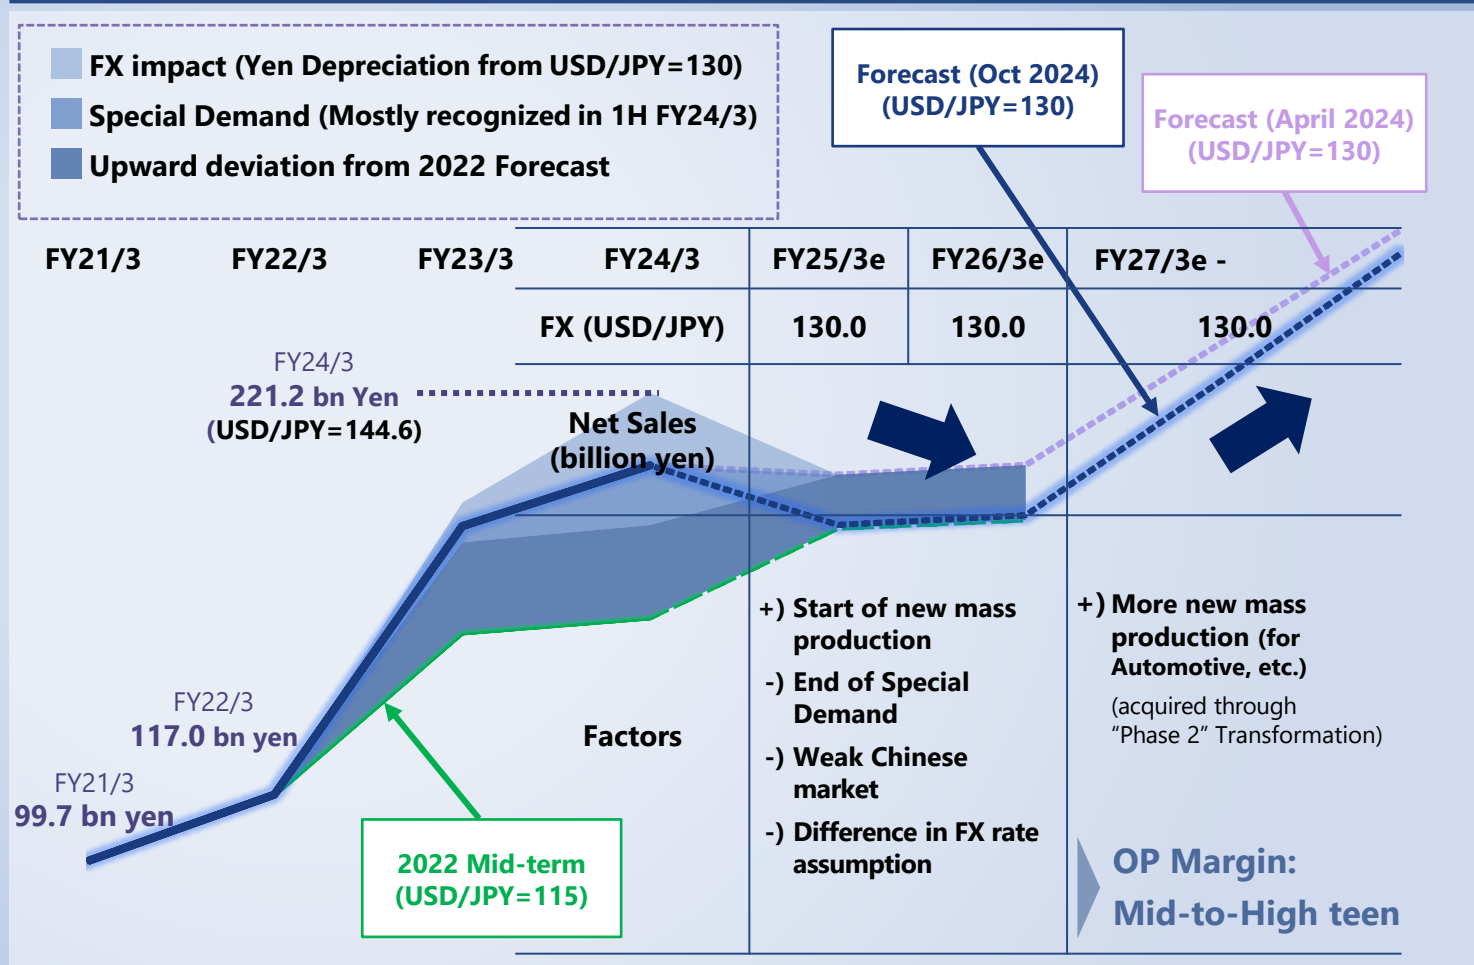 FX impact (Yen Depreciation from USD/JPY=130)
Special Demand (Mostly recognized in 1H FY24/3)
Upward deviation from 2022 Forecast
Forecast (Oct 2024)
(USD/JPY=130)
Forecast (April 2024)
(USD/JPY=130)
FY21/3
FY22/3
FY23/3
FY24/3
FY25/3e
FY26/3e
FY27/3e -
FX (USD/JPY)
130.0
130.0
130.0
FY24/3
221.2 bn Yen
(USD/JPY=144.6)
Net Sales
(billion yen)
FY22/3
117.0 bn yen
FY21/3
99.7 bn yen
2022 Mid-term
(USD/JPY=115)
Factors
+) Start of new mass
production
-) End of Special
Demand
-) Weak Chinese
market
-) Difference in FX rate
assumption
+) More new mass
production (for
Automotive, etc.)
(acquired through
“Phase 2” Transformation)
OP Margin:
Mid-to-High teen